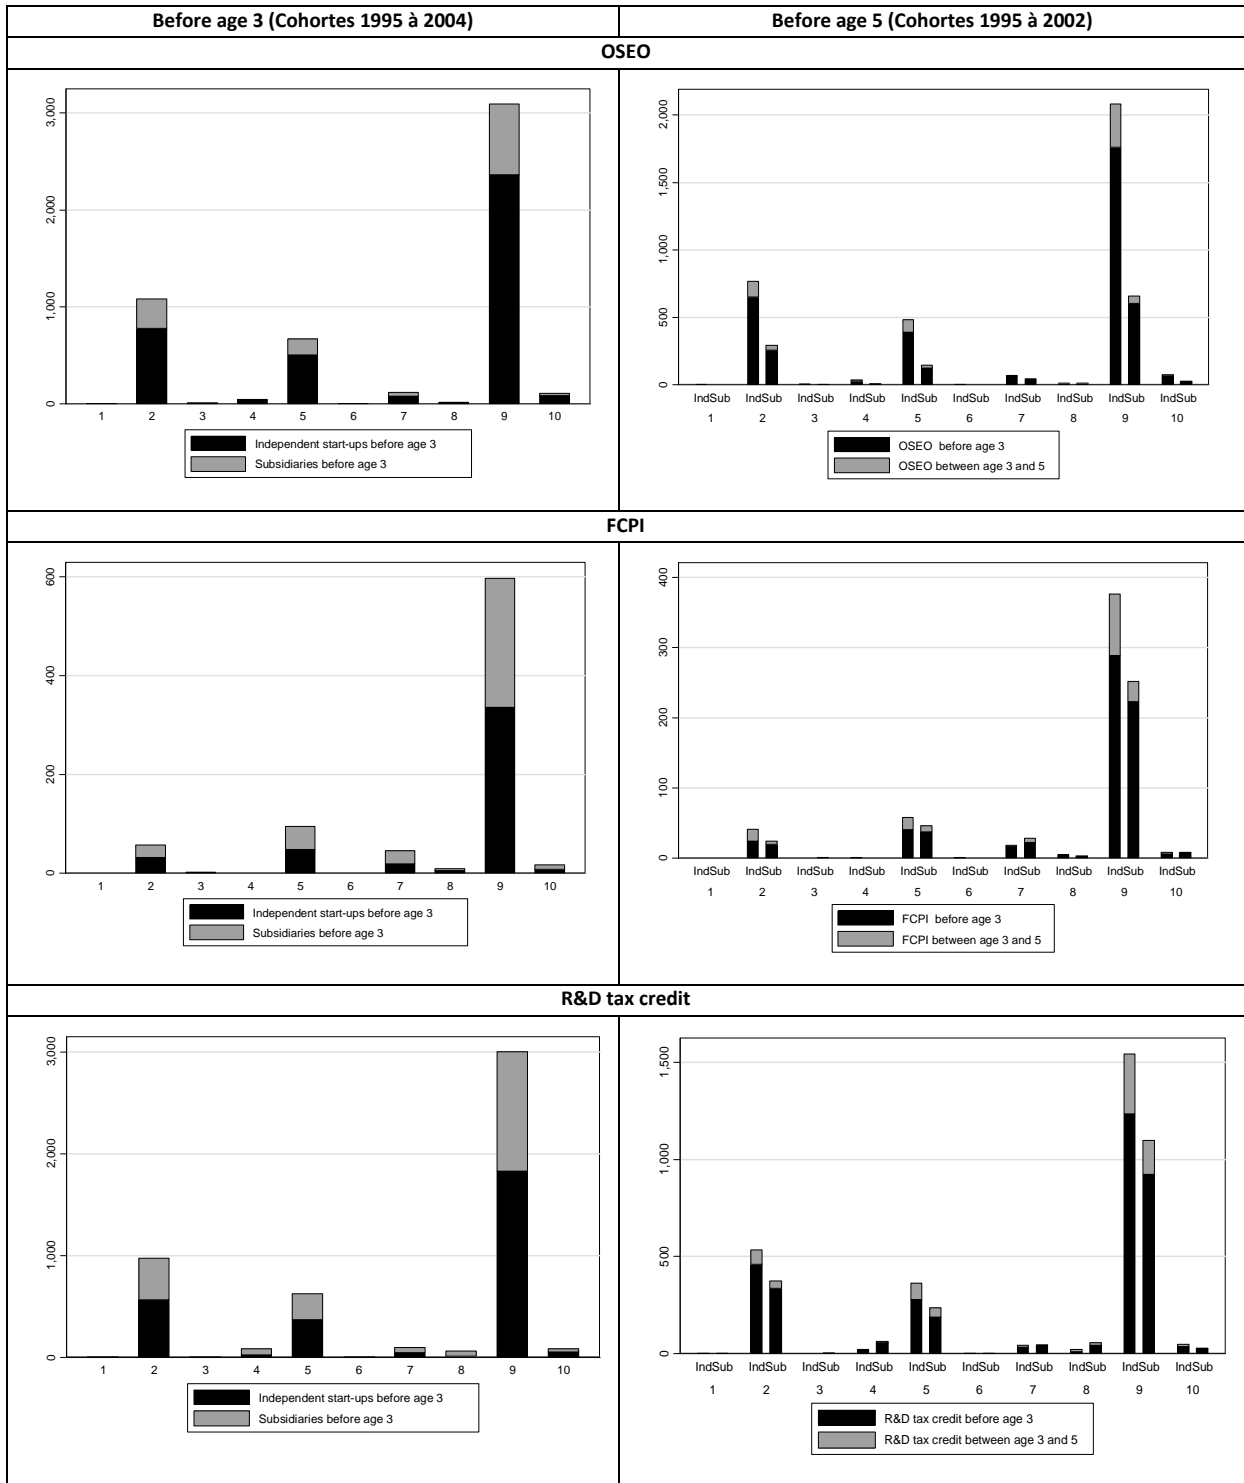 Before age 3 (Cohortes 1995 à 2004)
Before age 5 (Cohortes 1995 à 2002)
OSEO
3,000
2,000
1,000
0
1 2 3 4 5 6 7 8 9 10
Independent start-ups before age 3
Subsidiaries before age 3
2,000
1,500
1,000
500
0
IndSub IndSub IndSub IndSub IndSub IndSub IndSub IndSub IndSub IndSub
1 2 3 4 5 6 7 8 9 10
OSEO before age 3
OSEO between age 3 and 5
FCPI
600
400
200
0
1 2 3 4 5 6 7 8 9 10
Independent start-ups before age 3
Subsidiaries before age 3
400
300
200
100
0
IndSub IndSub IndSub IndSub IndSub IndSub IndSub IndSub IndSub IndSub
1 2 3 4 5 6 7 8 9 10
FCPI before age 3
FCPI between age 3 and 5
R&D tax credit
3,000
2,000
1,000
0
1 2 3 4 5 6 7 8 9 10
Independent start-ups before age 3
Subsidiaries before age 3
1,500
1,000
500
0
IndSub IndSub IndSub IndSub IndSub IndSub IndSub IndSub IndSub IndSub
1 2 3 4 5 6 7 8 9 10
R&D tax credit before age 3
R&D tax credit between age 3 and 5